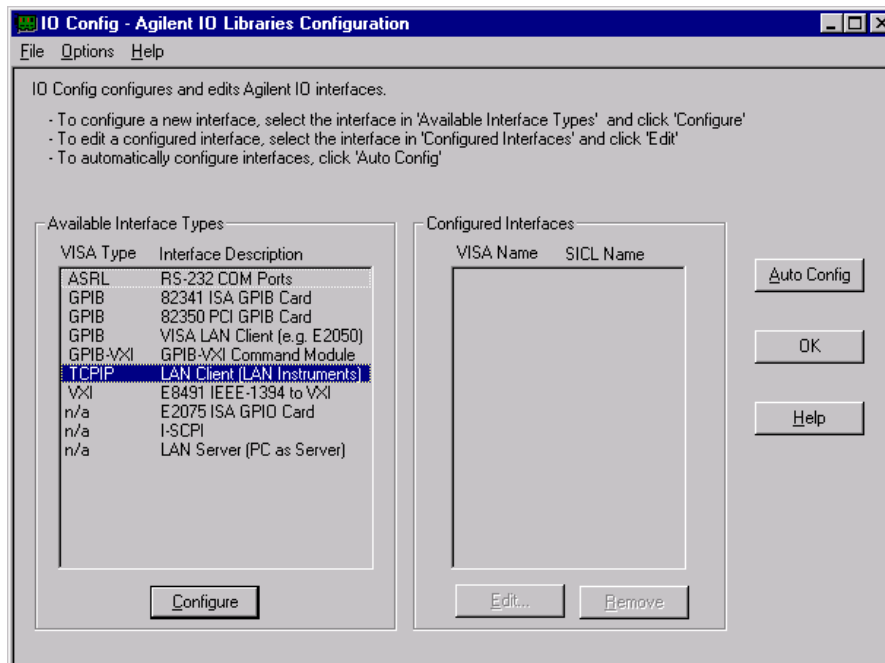 IO Config - Agilent IO Libraries Configuration
File Options Help
IO Config configures and edits Agilent IO interfaces.
- To configure a new interface, select the interface in 'Available Interface Types' and click 'Configure'
- To edit a configured interface, select the interface in 'Configured Interfaces' and click 'Edit'
- To automatically configure interfaces, click 'Auto Config'
Available Interface Types
VISA Type Interface Description
ASRL RS-232 COM Ports
GPIB 82341 ISA GPIB Card
GPIB 82350 PCI GPIB Card
GPIB VISA LAN Client (e.g. E2050)
GPIB-VXI GPIB-VXI Command Module
TCPIP LAN Client (LAN Instruments)
VXI E8491 IEEE-1394 to VXI
n/a E2075 ISA GPIO Card
n/a I-SCPI
n/a LAN Server (PC as Server)
Configure
Configured Interfaces
VISA Name SICL Name
Edit... Remove
Auto Config
OK
Help